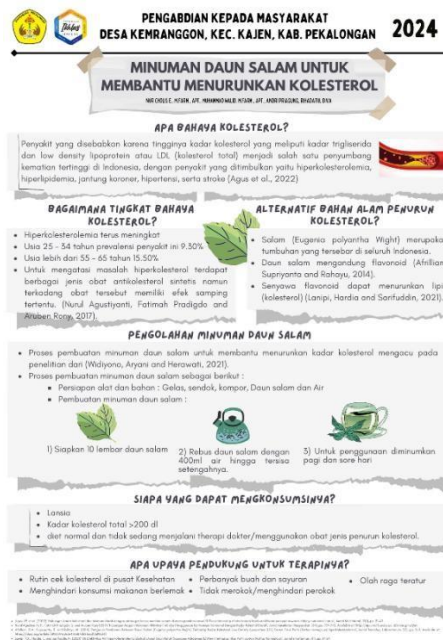 PENGABDIAN KEPADA MASYARAKAT
DESA KEMRANGGON, KEC. KAJEN, KAB. PEKALONGAN
2024
MINUMAN DAUN SALAM UNTUK
MEMBANTU MENURUNKAN KOLESTEROL
APA BAHAYA KOLESTEROL?
Penyakit yang disebabkan karena tingginya kadar kolesterol yang meliputi kadar trigliserida
dan low density lipoprotein atau LDL (kolesterol total) menjadi salah satu penyumbang
kematian tertinggi di Indonesia, dengan penyakit yang ditimbulkan yaitu hiperkolesterolemia,
hiperlipidemia, jantung koroner, hipertensi, serta stroke (Agus et al., 2022)
BAGAIMANA TINGKAT BAHAYA
KOLESTEROL?
• Hiperkolesterolemia terus meningkat
• Usia 25 - 34 tahun prevalensi penyakit ini 9.30%
• Usia lebih dari 55 - 65 tahun 15.50%
• Untuk mengatasi masalah hiperkolesterol terdapat
berbagai jenis obat antikolesterol sintetis namun
terkadang obat tersebut memiliki efek samping
tertentu. (Nurul Agustiyanti, Fatimah Pradigdo and
Aruben Rony, 2017).
ALTERNATIF BAHAN ALAM PENURUN
KOLESTEROL?
• Salam (Eugenia polyantha Wight) merupaka
tumbuhan yang tersebar di seluruh Indonesia.
• Daun salam mengandung flavanoid (Afrillian
Supriyanta and Rahayu, 2014).
• Senyawa flavonoid dapat menurunkan lipi
(kolesterol) (Lanipi, Hardia and Sarifuddin, 2021).
PENGOLAHAN MINUMAN DAUN SALAM
• Proses pembuatan minuman daun salam untuk membantu menurunkan kadar kolesterol mengacu pada
penelitian dari (Widiyono, Aryani and Herawati, 2021).
• Proses pembuatan minuman daun salam sebagai berikut :
• Persiapan alat dan bahan : Gelas, sendok, kompor, Daun salam dan Air
• Pembuatan minuman daun salam :
1) Siapkan 10 lembar daun salam
2) Rebus daun salam dengan
400ml air hingga tersisa
setengahnya.
3) Untuk penggunaan diminumkan
pagi dan sore hari
SIAPA YANG DAPAT MENGKONSUMSINYA?
• Lansia
• Kadar kolesterol total >200 dl
• diet normal dan tidak sedang menjalani therapi dokter/menggunakan obat jenis penurun kolesterol.
APA UPAYA PENDUKUNG UNTUK TERAPINYA?
• Rutin cek kolesterol di pusat Kesehatan
• Menghindari konsumsi makanan berlemak
• Perbanyak buah dan sayuran
• Tidak merokok/menghindari perokok
• Olah raga teratur